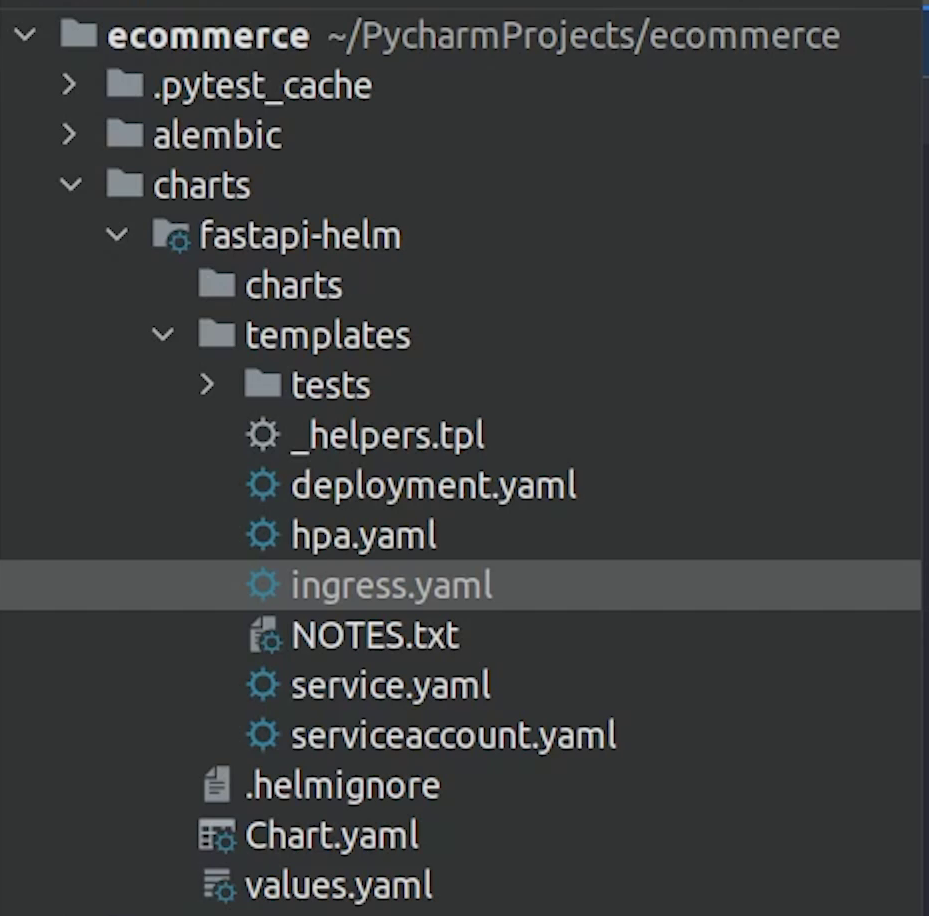 ecommerce ~/PycharmProjects/ecommerce
.pytest_cache
alembic
charts
fastapi-helm
charts
templates
tests
_helpers.tpl
deployment.yaml
hpa.yaml
ingress.yaml
NOTES.txt
service.yaml
serviceaccount.yaml
.helmignore
Chart.yaml
values.yaml